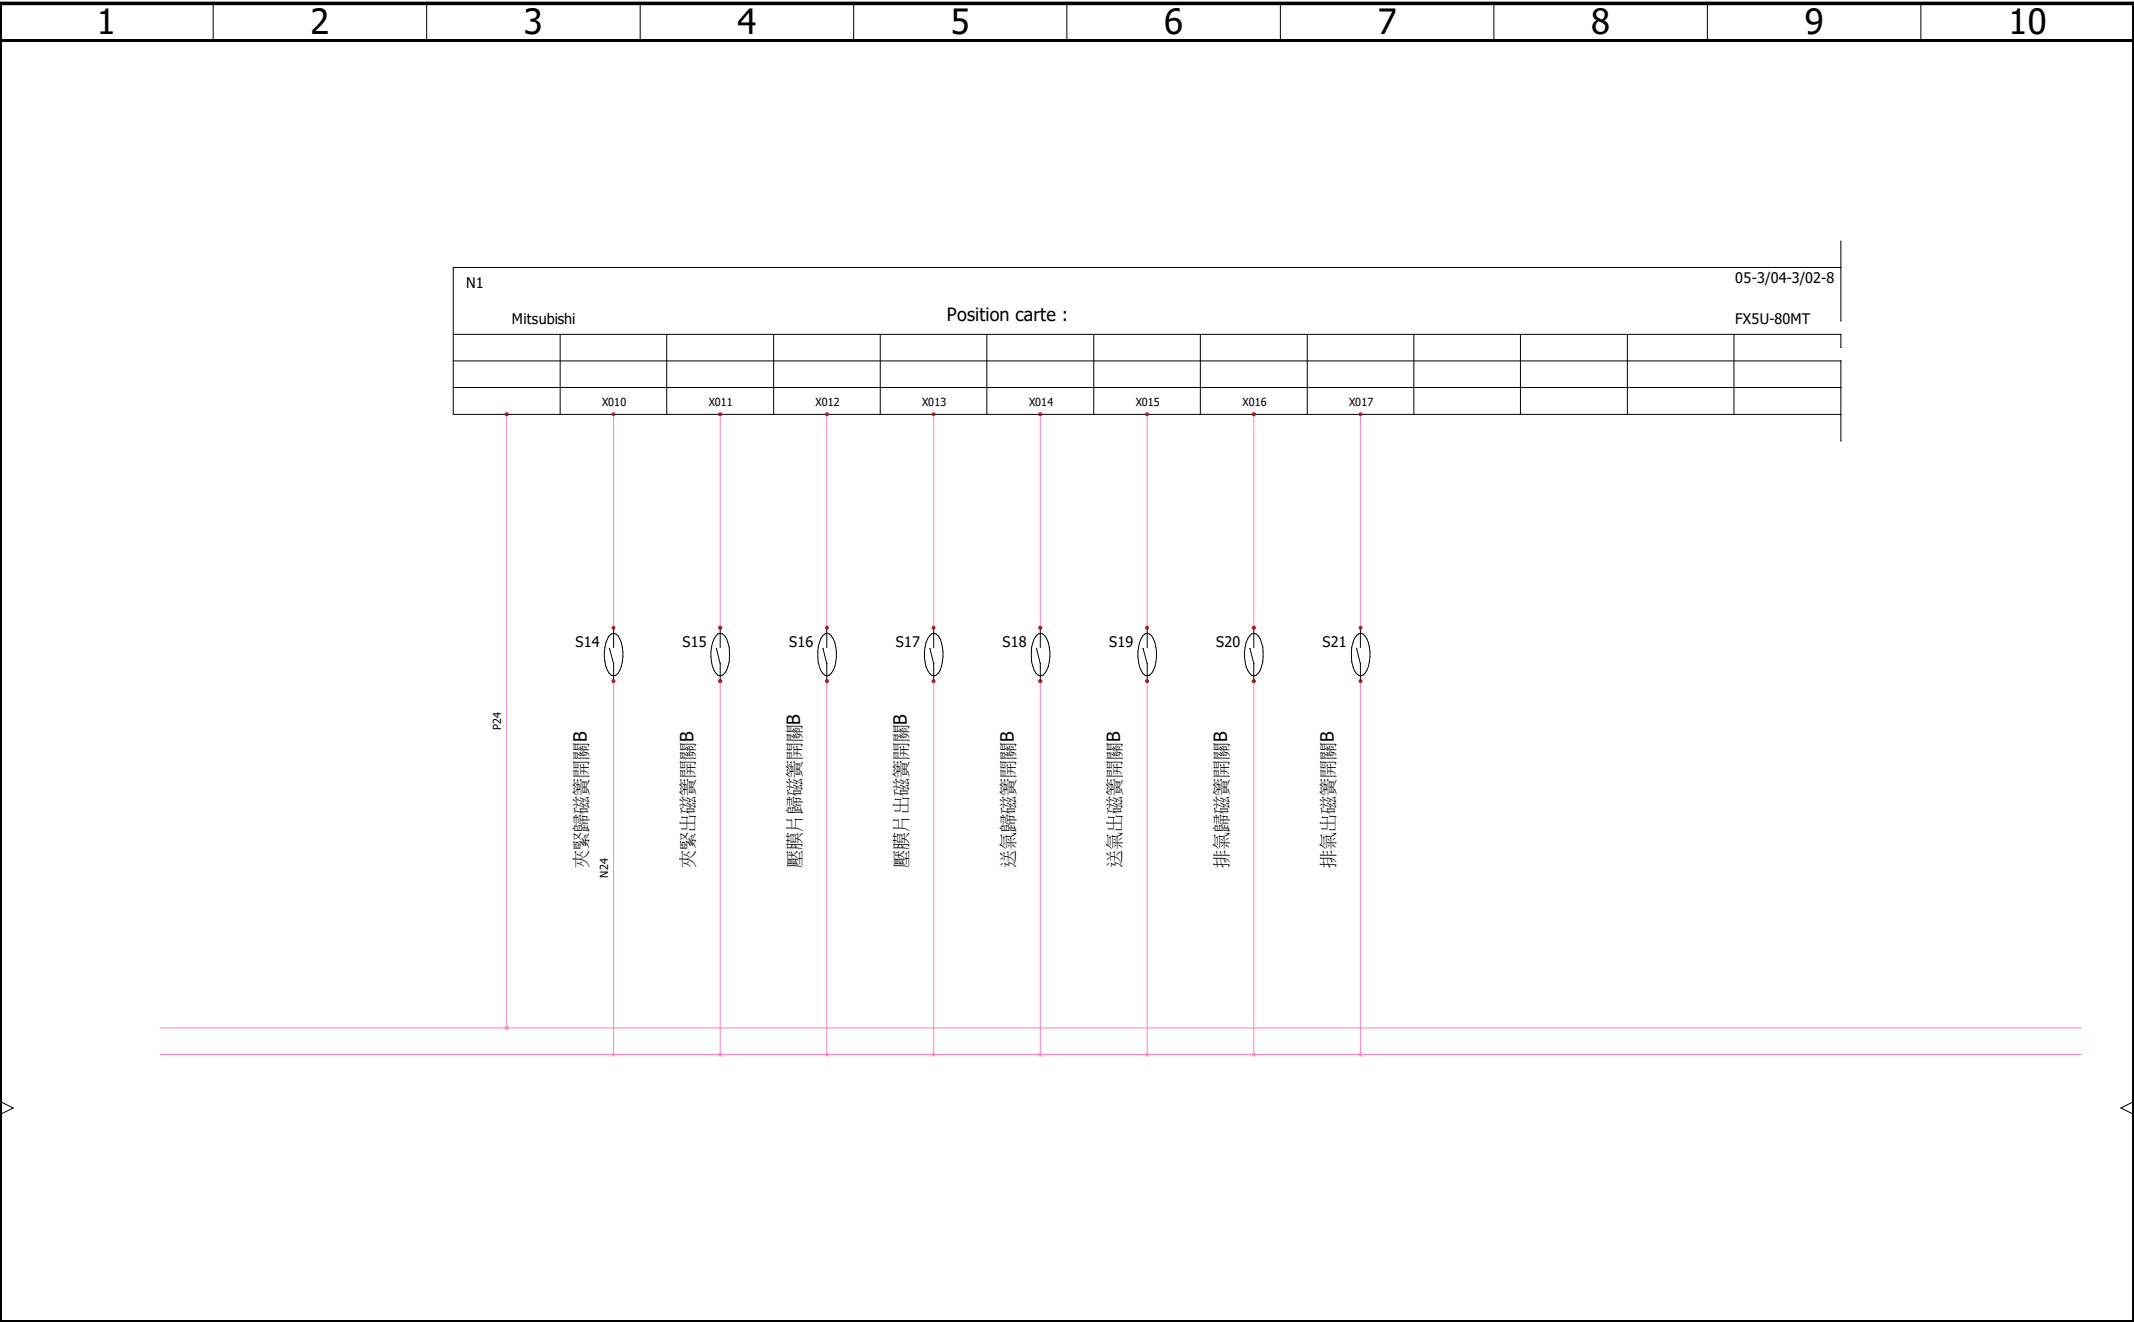 1 2 3 4 5 6 7 8 9 10
N1 05-3/04-3/02-8
Mitsubishi Position carte : FX5U-80MT
X010 X011 X012 X013 X014 X015 X016 X017
S14 S15 S16 S17 S18 S19 S20 S21
P24
夾緊歸磁簧開關B
N24
夾緊出磁簧開關B
壓膜片歸磁簧開關B
壓膜片出磁簧開關B
送氣歸磁簧開關B
送氣出磁簧開關B
排氣歸磁簧開關B
排氣出磁簧開關B